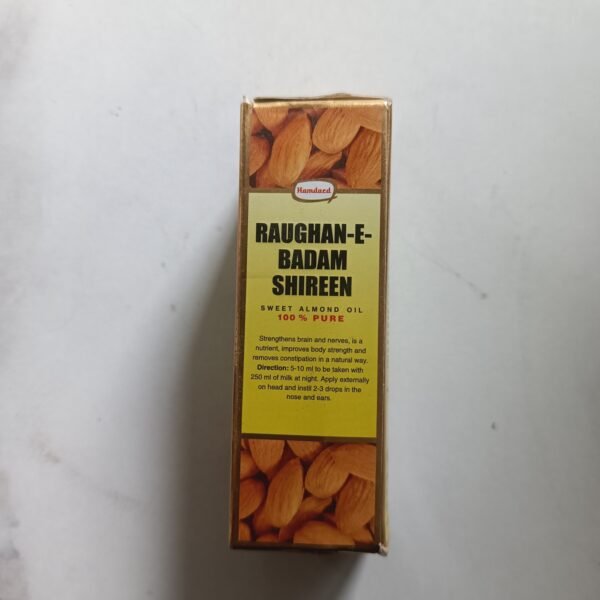 Hamdard
RAUGHAN-E-
BADAM
SHIREEN
SWEET ALMOND OIL
100 % PURE
Strengthens brain and nerves, is a
nutrient, improves body strength and
removes constipation in a natural way.
Direction: 5-10 ml to be taken with
250 ml of milk at night. Apply externally
on head and instil 2-3 drops in the
nose and ears.